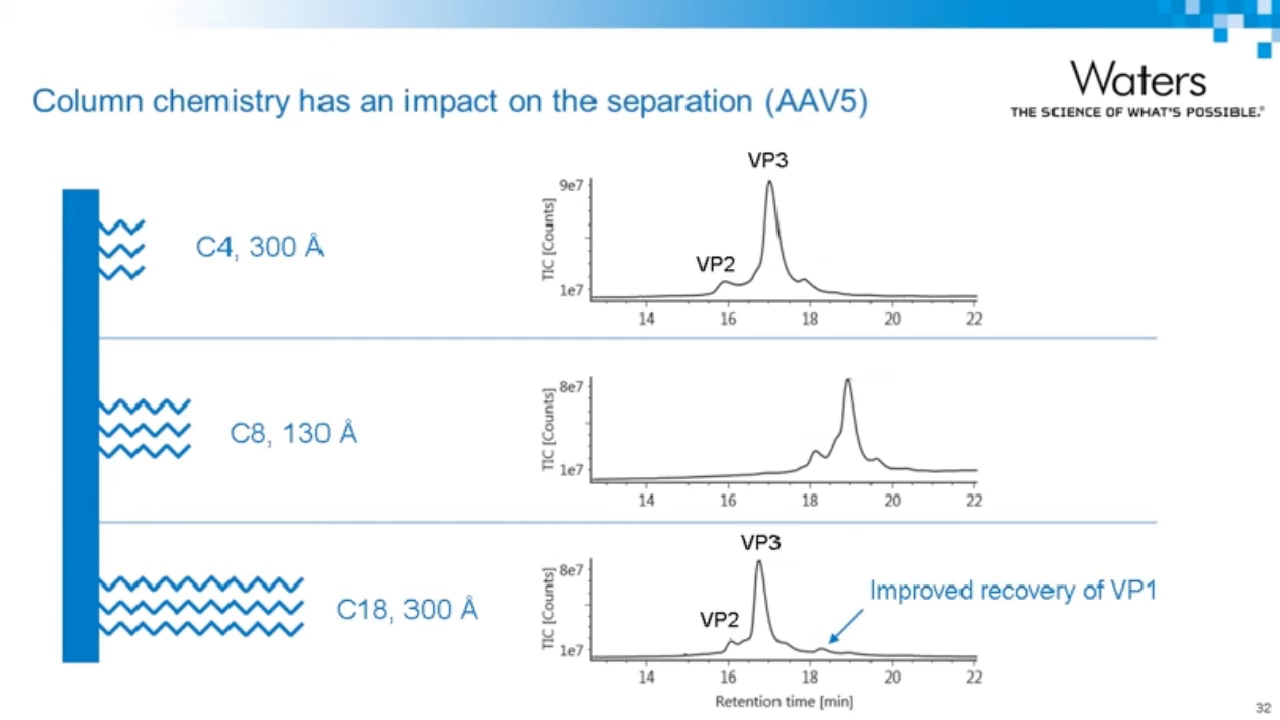 Waters
THE SCIENCE OF WHAT'S POSSIBLE.®
Column chemistry has an impact on the separation (AAV5)
C4, 300 Å
VP3
VP2
TIC [Counts]
9e7
1e7
14 16 18 20 22
C8, 130 Å
TIC [Counts]
8e7
1e7
14 16 18 20 22
C18, 300 Å
VP3
VP2
Improved recovery of VP1
TIC [Counts]
8e7
1e7
14 16 18 20 22
Retention time [min]
32